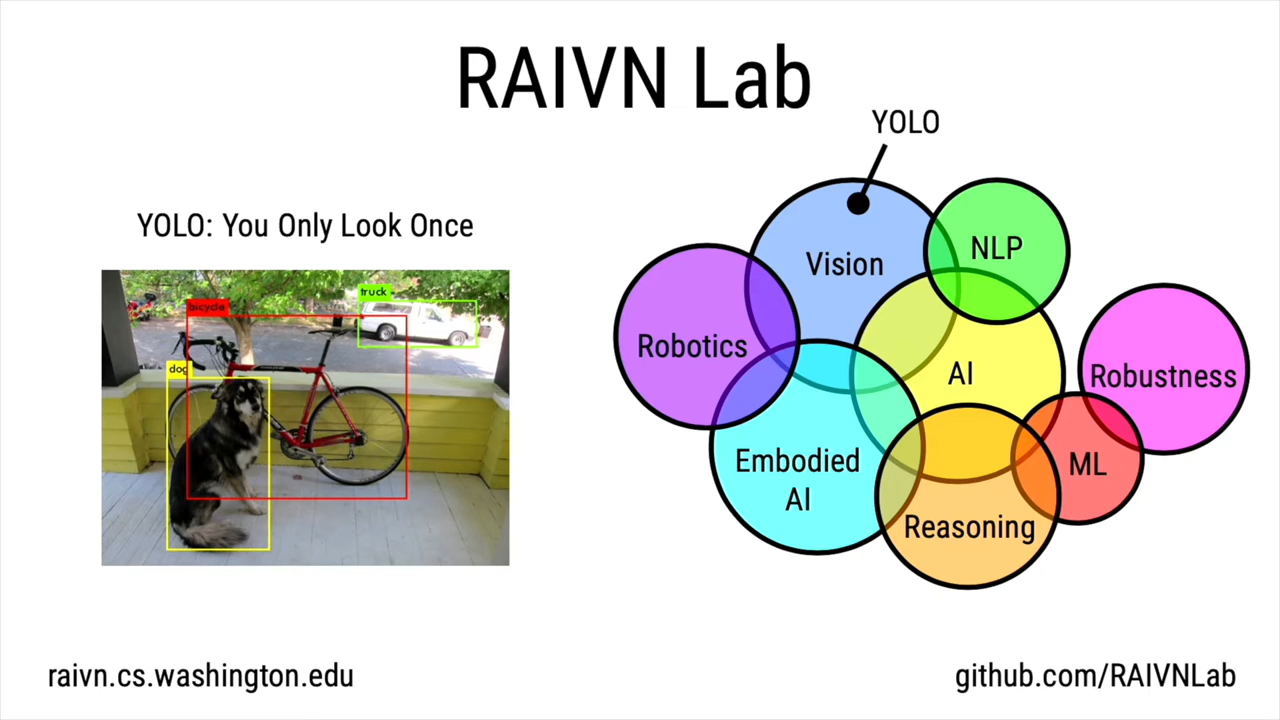 RAIVN Lab
YOLO
YOLO: You Only Look Once
Vision
NLP
Robotics
AI
Robustness
Embodied
AI
ML
Reasoning
bicycle
truck
dog
raivn.cs.washington.edu
github.com/RAIVNLab